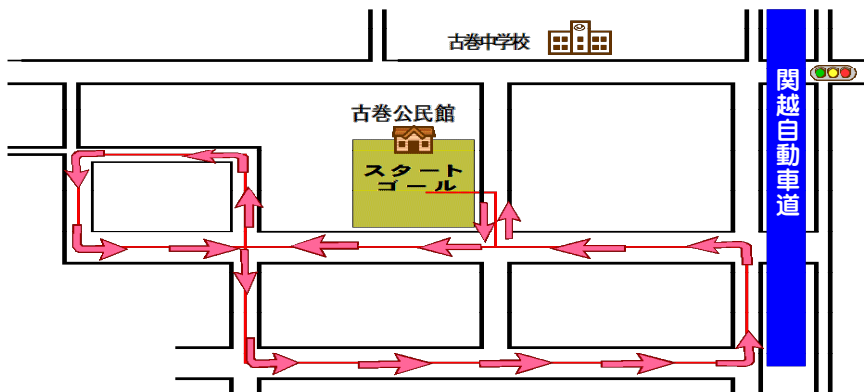 古巻中学校
古巻公民館
スタート
ゴール
関越自動車道